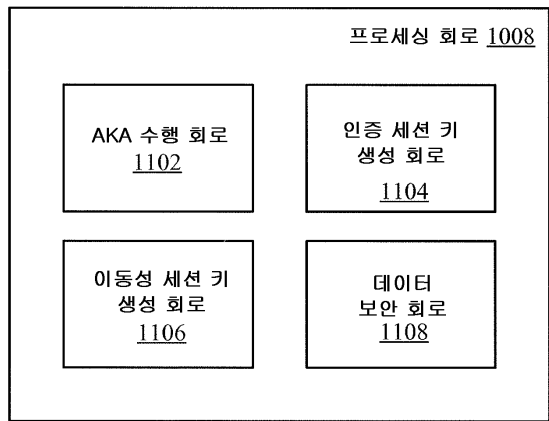 프로세싱 회로 1008
AKA 수행 회로
1102
인증 세션 키
생성 회로
1104
이동성 세션 키
생성 회로
1106
데이터
보안 회로
1108